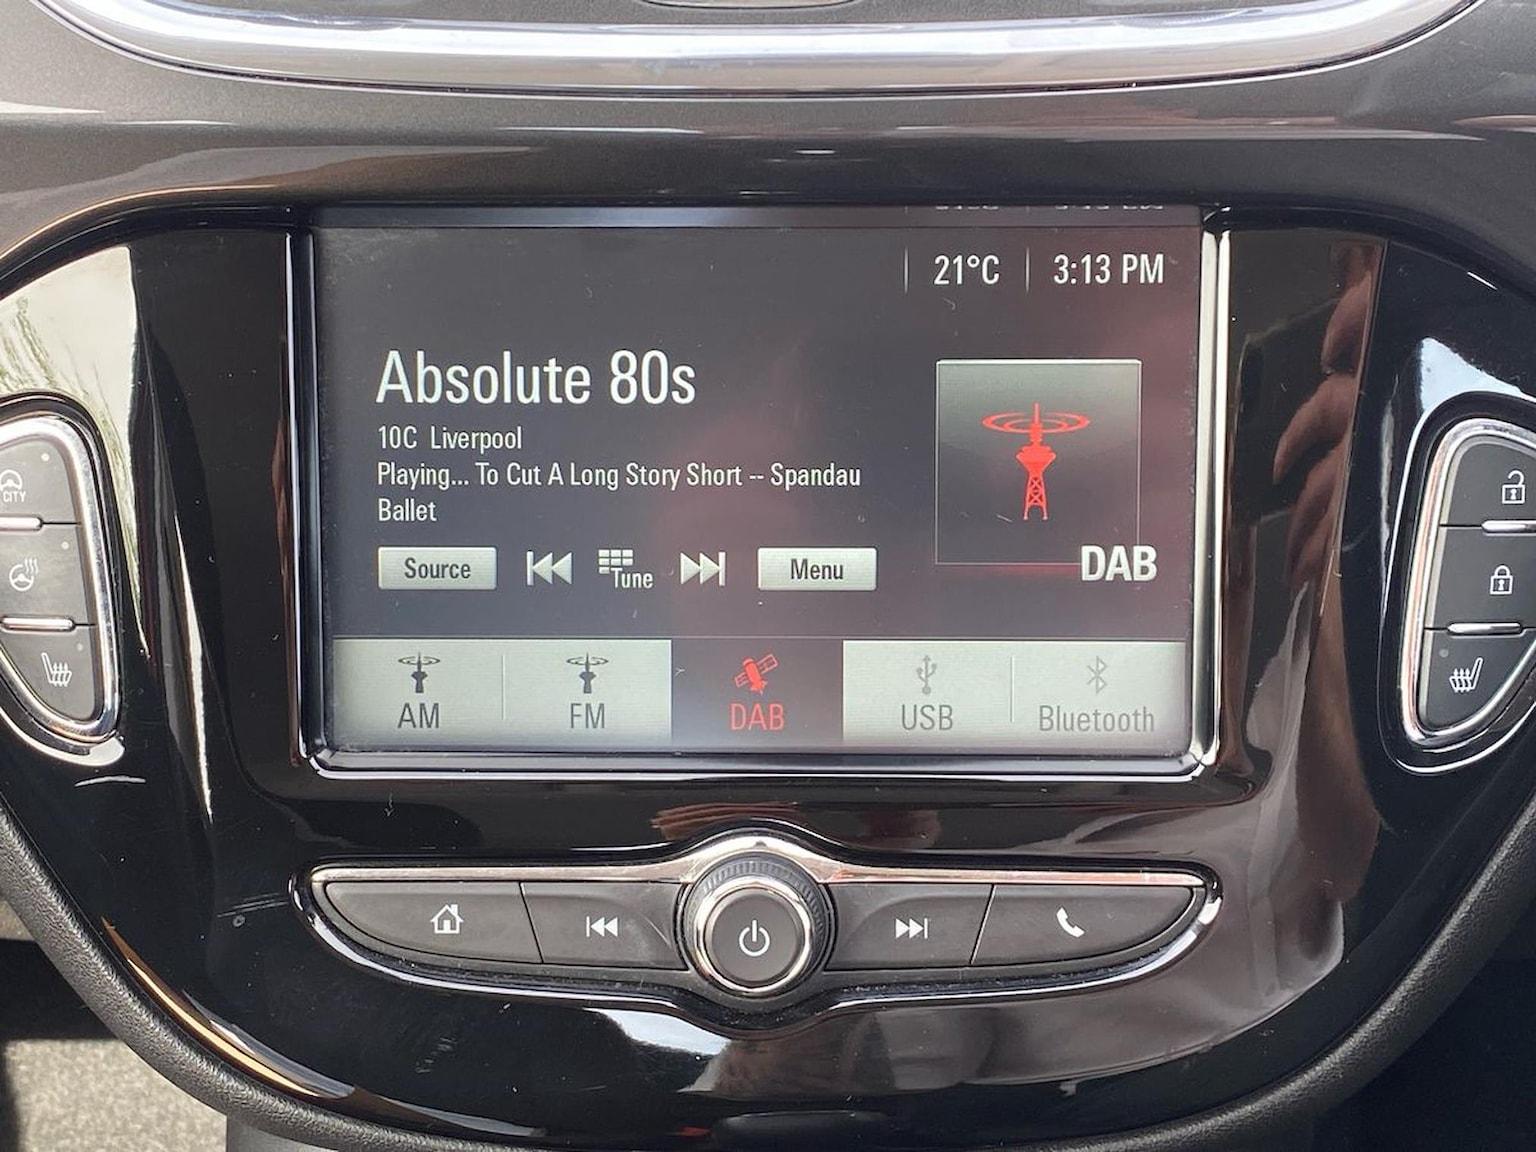 21°C 3:13 PM
Absolute 80s
10C Liverpool
Playing... To Cut A Long Story Short -- Spandau
Ballet
DAB
Source Tune Menu
AM FM DAB USB Bluetooth
CITY